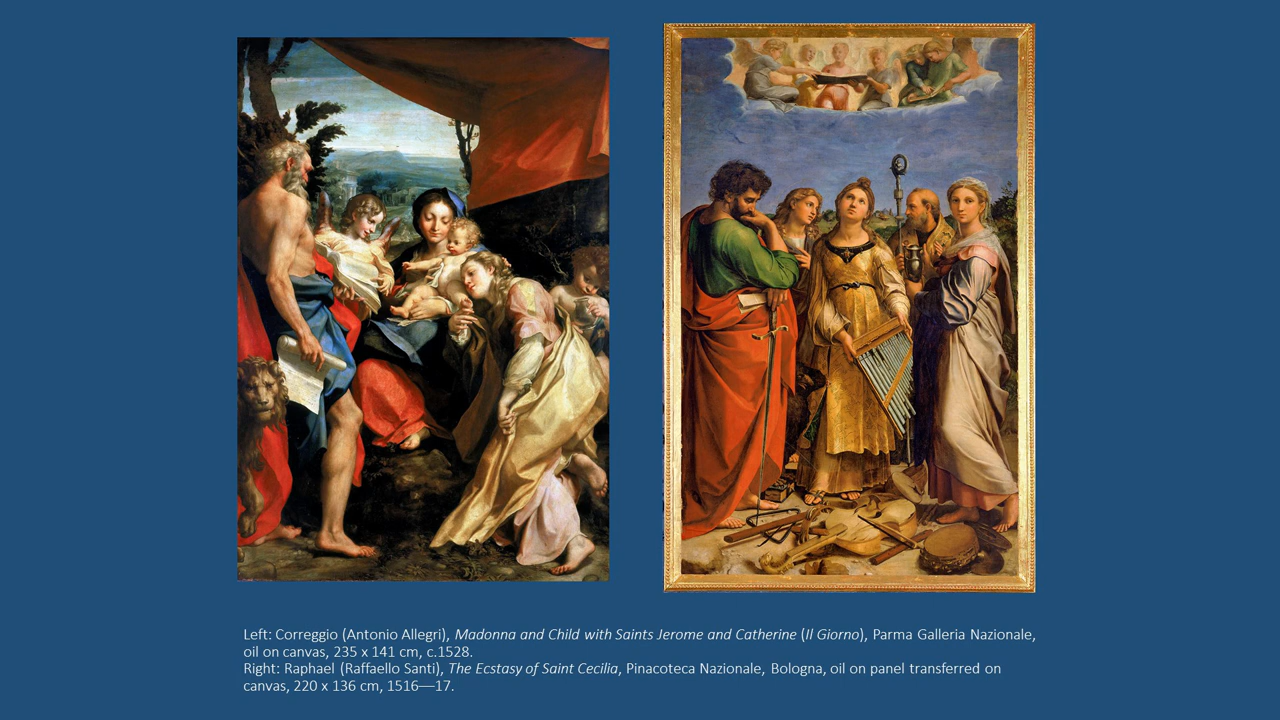 Left: Correggio (Antonio Allegri), Madonna and Child with Saints Jerome and Catherine (Il Giorno), Parma Galleria Nazionale,
oil on canvas, 235 x 141 cm, c.1528.
Right: Raphael (Raffaello Santi), The Ecstasy of Saint Cecilia, Pinacoteca Nazionale, Bologna, oil on panel transferred on
canvas, 220 x 136 cm, 1516—17.